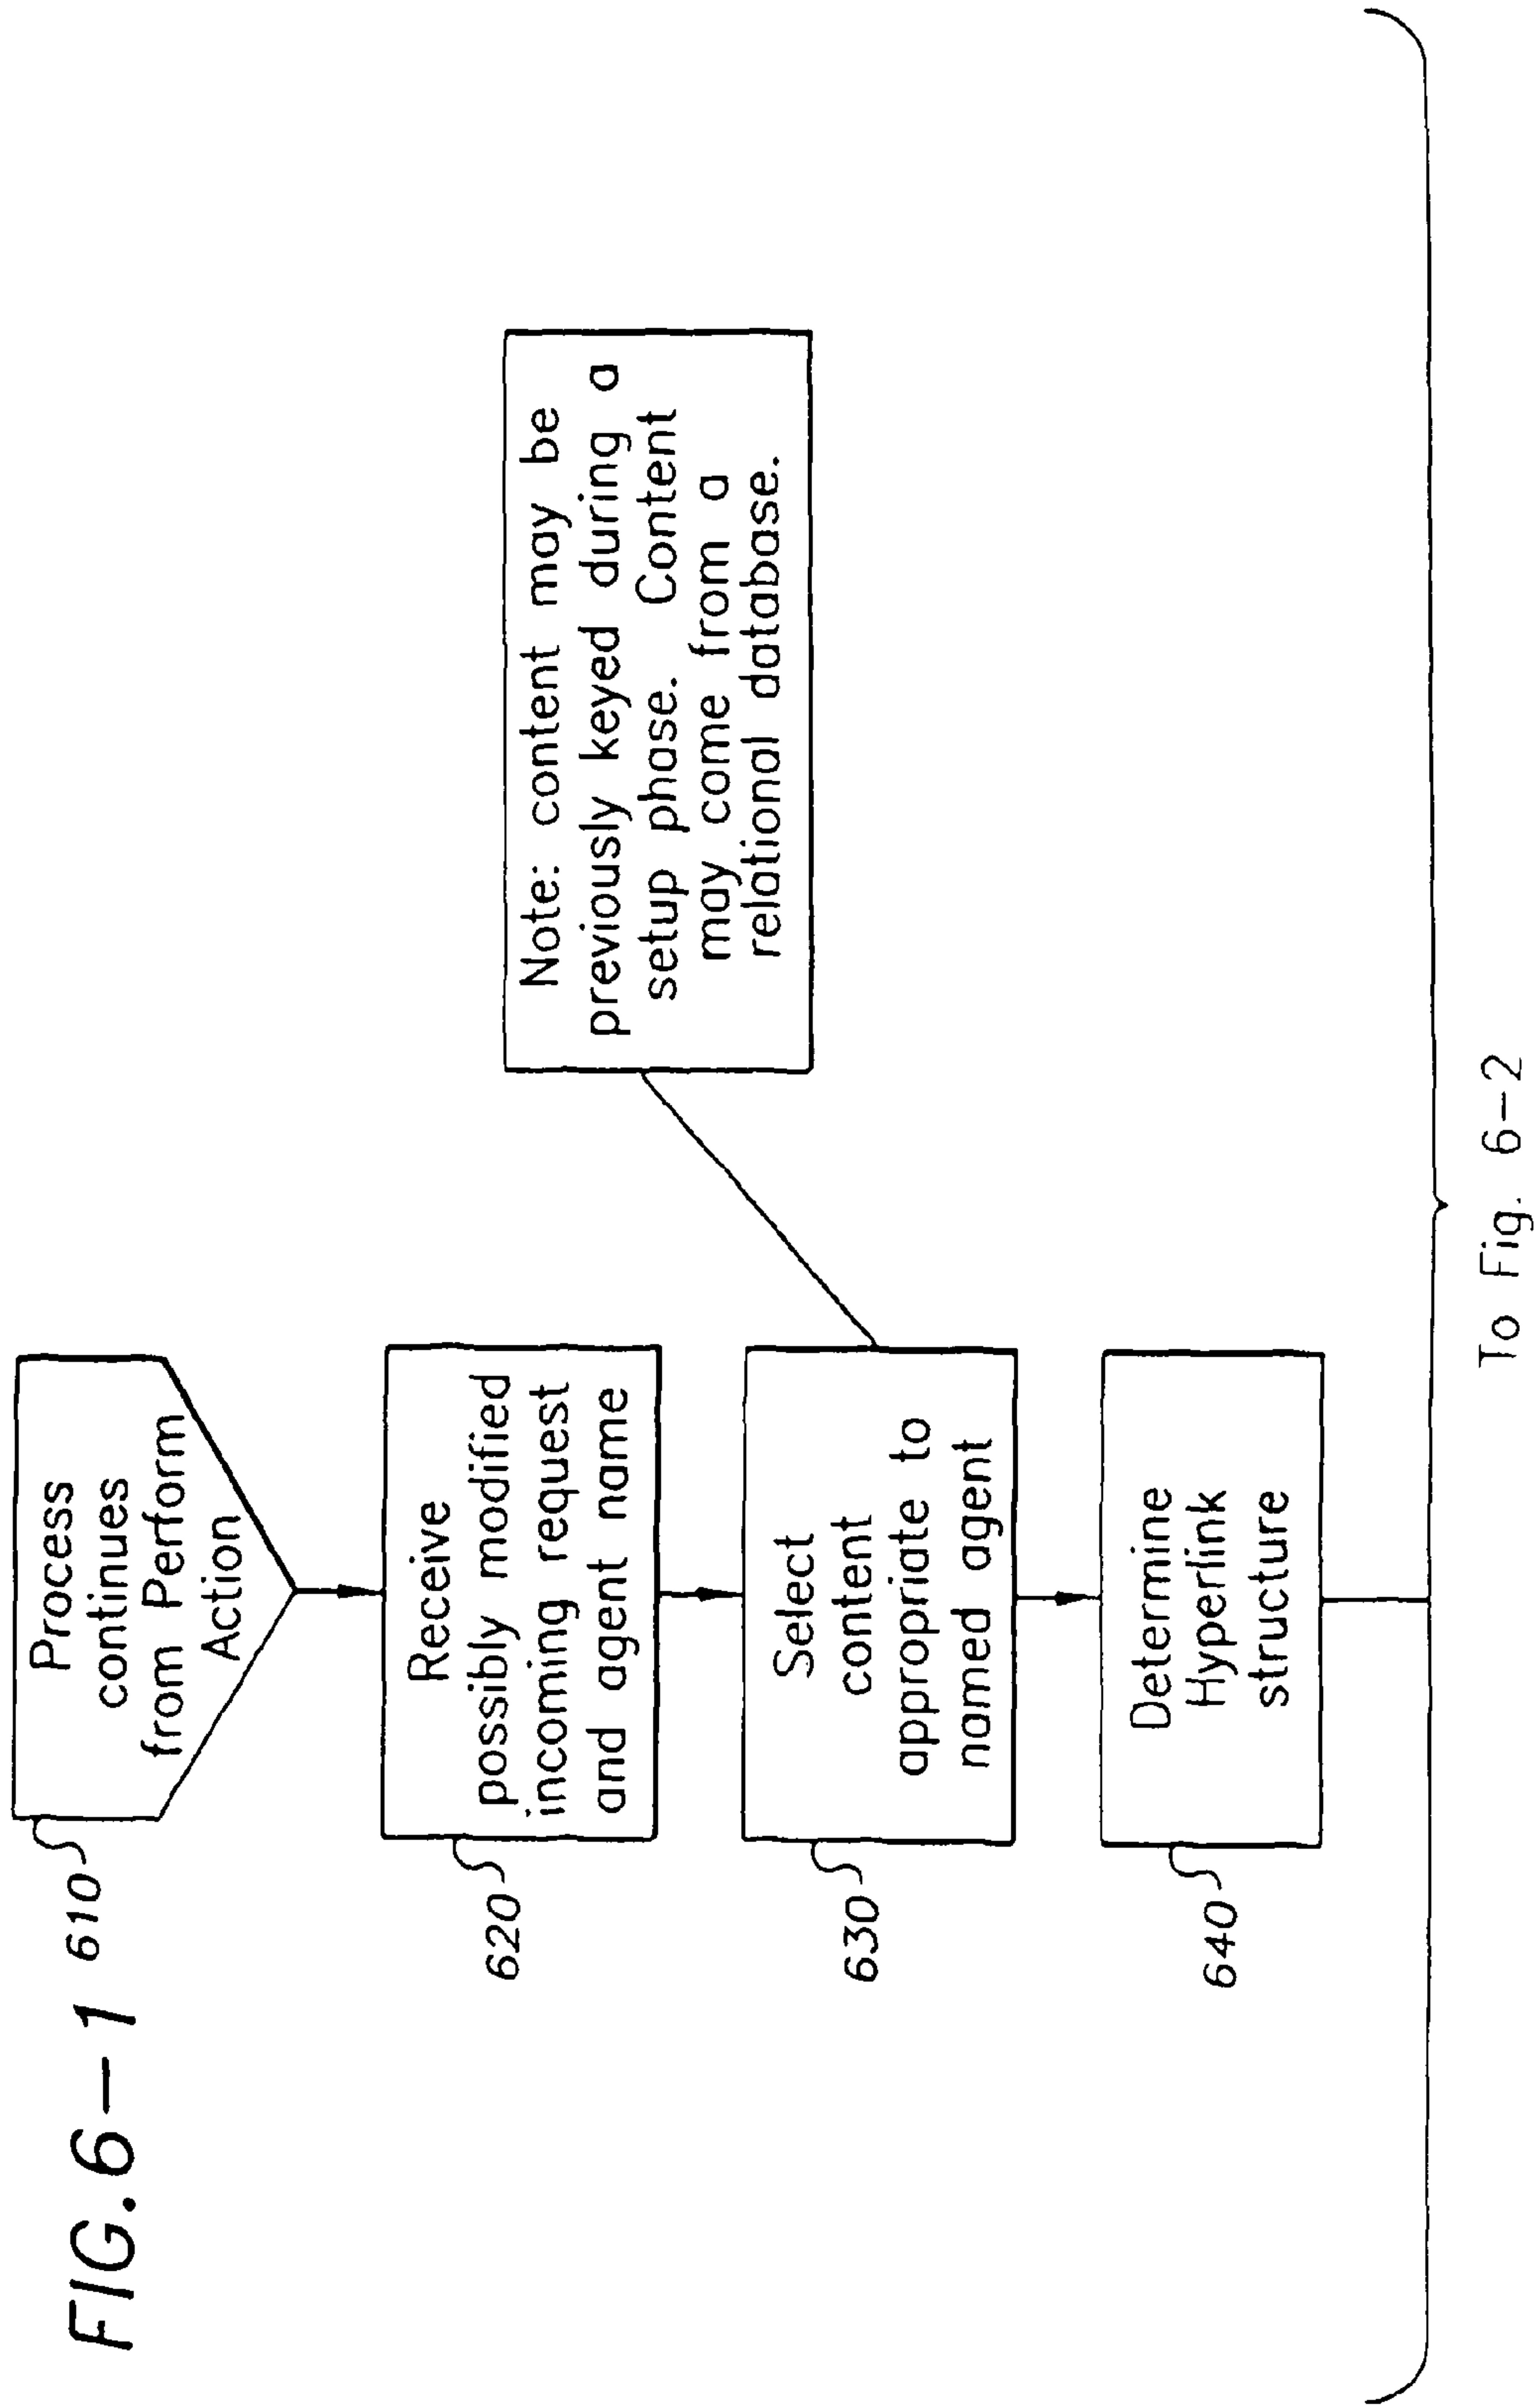 FIG. 6-1
610
Process
continues
from Perform
Action
620
Receive
possibly modified
incoming request
and agent name
630
Select
content
appropriate to
named agent
Note: content may be
previously keyed during a
setup phase. Content
may come from a
relational database.
640
Determine
Hyperlink
structure
To Fig. 6-2